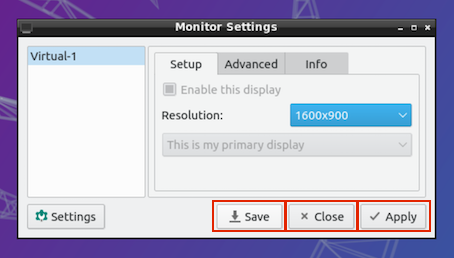 Monitor Settings
Virtual-1
Setup Advanced Info
Enable this display
Resolution: 1600x900
This is my primary display
Settings Save Close Apply